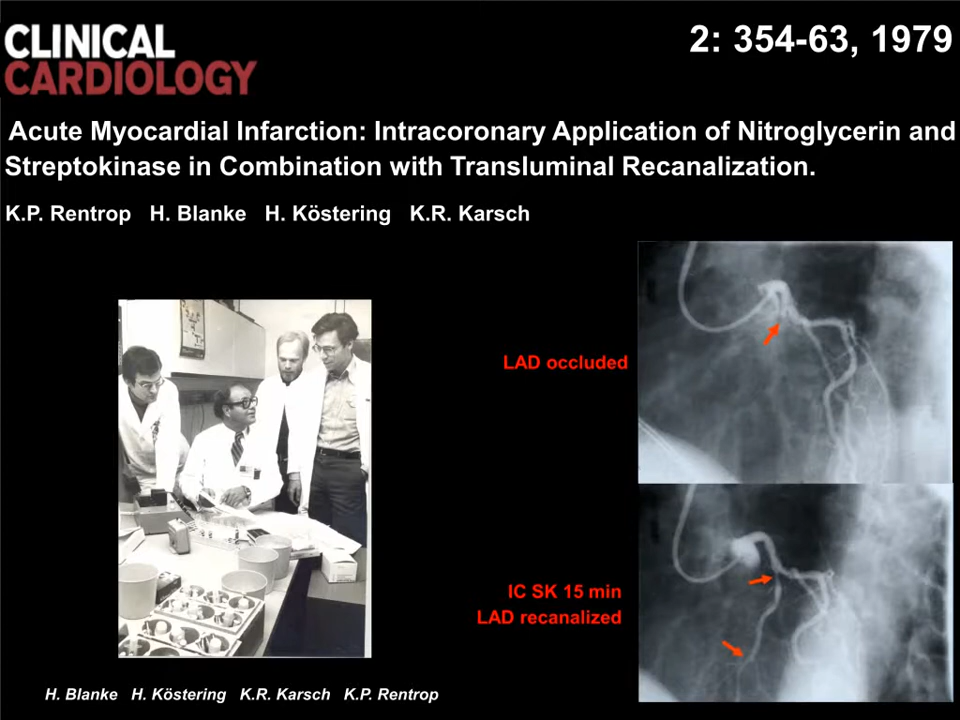 CLINICAL
CARDIOLOGY
2: 354-63, 1979
Acute Myocardial Infarction: Intracoronary Application of Nitroglycerin and
Streptokinase in Combination with Transluminal Recanalization.
K.P. Rentrop H. Blanke H. Köstering K.R. Karsch
LAD occluded
IC SK 15 min
LAD recanalized
H. Blanke H. Köstering K.R. Karsch K.P. Rentrop